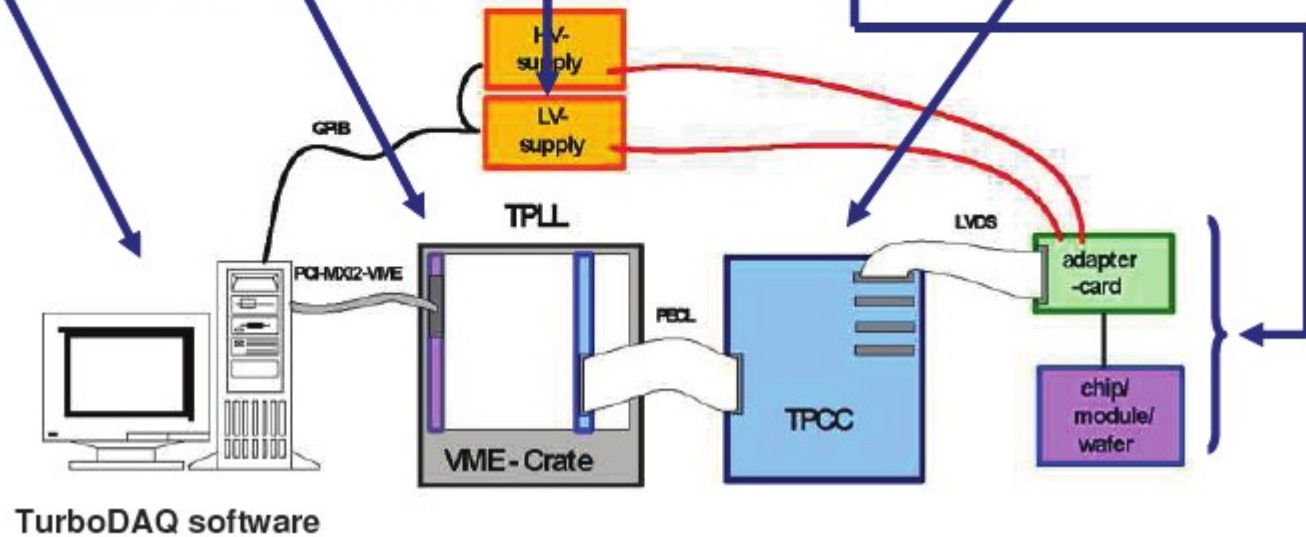 HV-
supply
LV-
supply
GPIB
TPLL
LVDS
adapter
-card
PCI-MXI2-VME
PECL
chip/
module/
wafer
TPCC
VME - Crate
TurboDAQ software